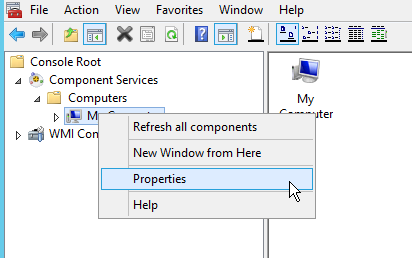 File Action View Favorites Window Help
Console Root
Component Services
Computers
My
WMI Con
Refresh all components
New Window from Here
Properties
Help
My
Computer